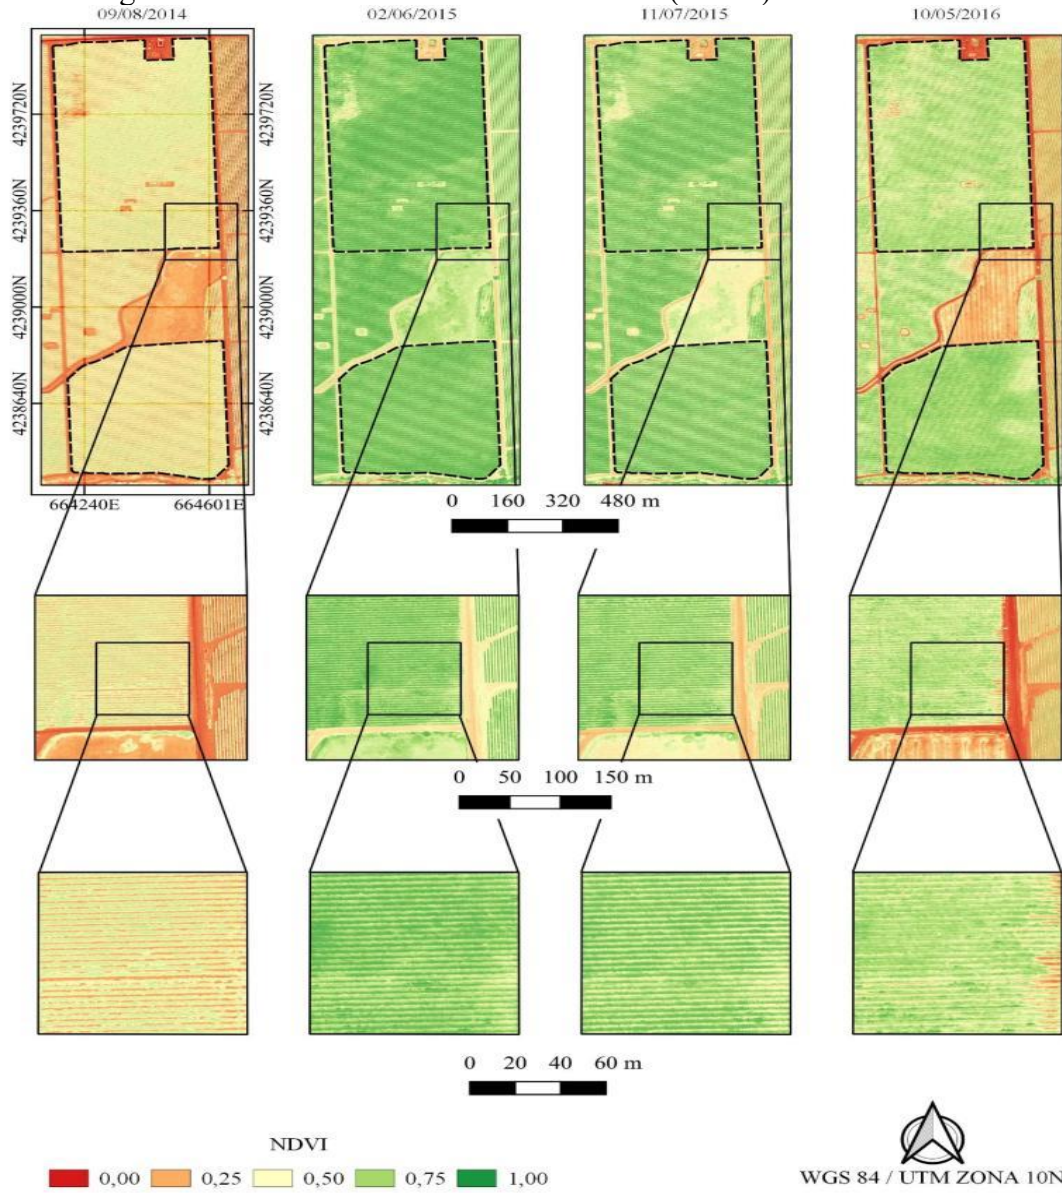 09/08/2014 02/06/2015 11/07/2015 10/05/2016
4239720N 4239720N
4239360N 4239360N
4239000N 4239000N
4238640N 4238640N
664240E 664601E
0 160 320 480 m
0 50 100 150 m
0 20 40 60 m
NDVI
0,00 0,25 0,50 0,75 1,00
WGS 84 / UTM ZONA 10N